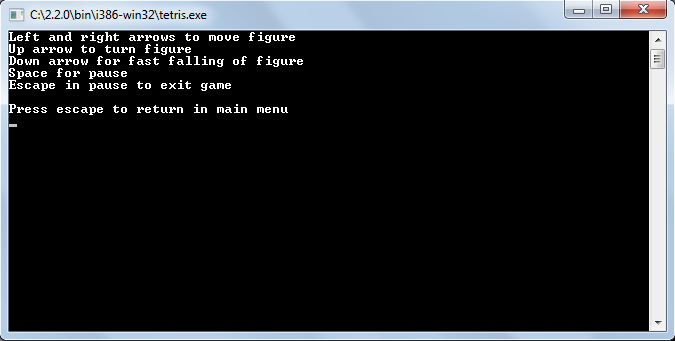 C:\2.2.0\bin\i386-win32\tetris.exe
Left and right arrows to move figure
Up arrow to turn figure
Down arrow for fast falling of figure
Space for pause
Escape in pause to exit game
Press escape to return in main menu